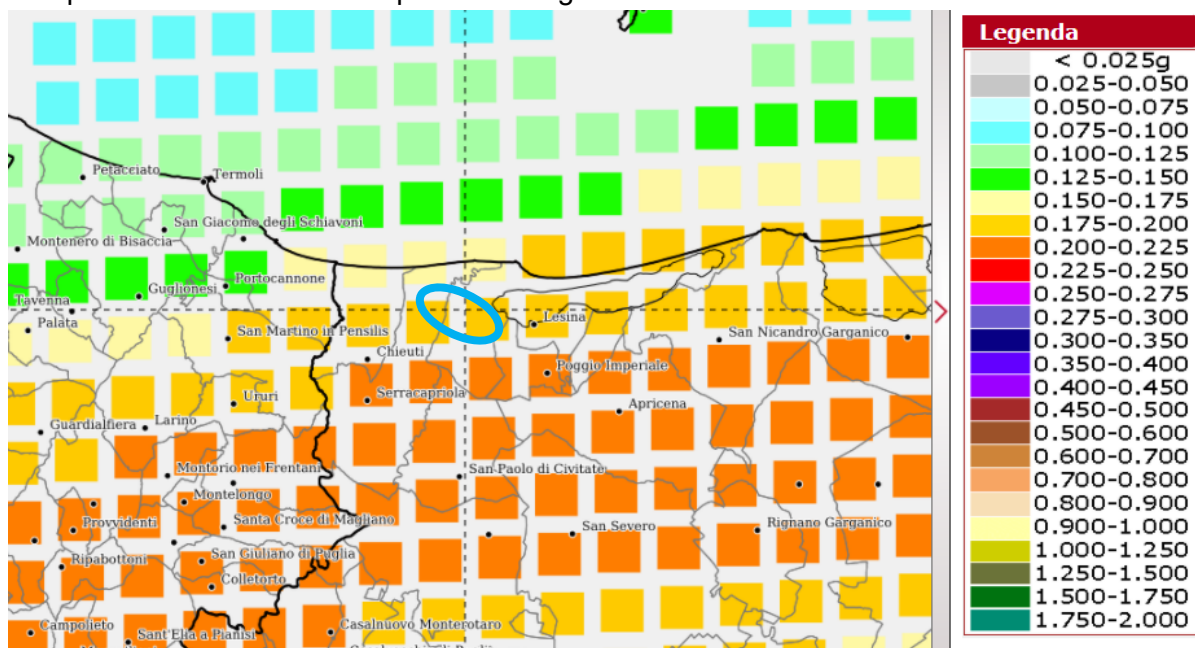 Legenda
< 0.025g
0.025-0.050
0.050-0.075
0.075-0.100
0.100-0.125
0.125-0.150
0.150-0.175
0.175-0.200
0.200-0.225
0.225-0.250
0.250-0.275
0.275-0.300
0.300-0.350
0.350-0.400
0.400-0.450
0.450-0.500
0.500-0.600
0.600-0.700
0.700-0.800
0.800-0.900
0.900-1.000
1.000-1.250
1.250-1.500
1.500-1.750
1.750-2.000
Petacciato
Termoli
San Giacomo degli Schiavoni
Montenero di Bisaccia
Portocannone
Guglionesi
Tavenna
Palata
San Martino in Pensilis
Lesina
San Nicandro Garganico
Chieuti
Poggio Imperiale
Serracapriola
Ururi
Apricena
Guardialfiera
Larino
Montorio nei Frentani
San Paolo di Civitate
Montelongo
Provvidenti
Santa Croce di Magliano
San Severo
Rignano Garganico
Ripabottoni
San Giuliano di Puglia
Colletorto
Campolieto
Sant'Elia a Pianisi
Casalnuovo Monterotaro